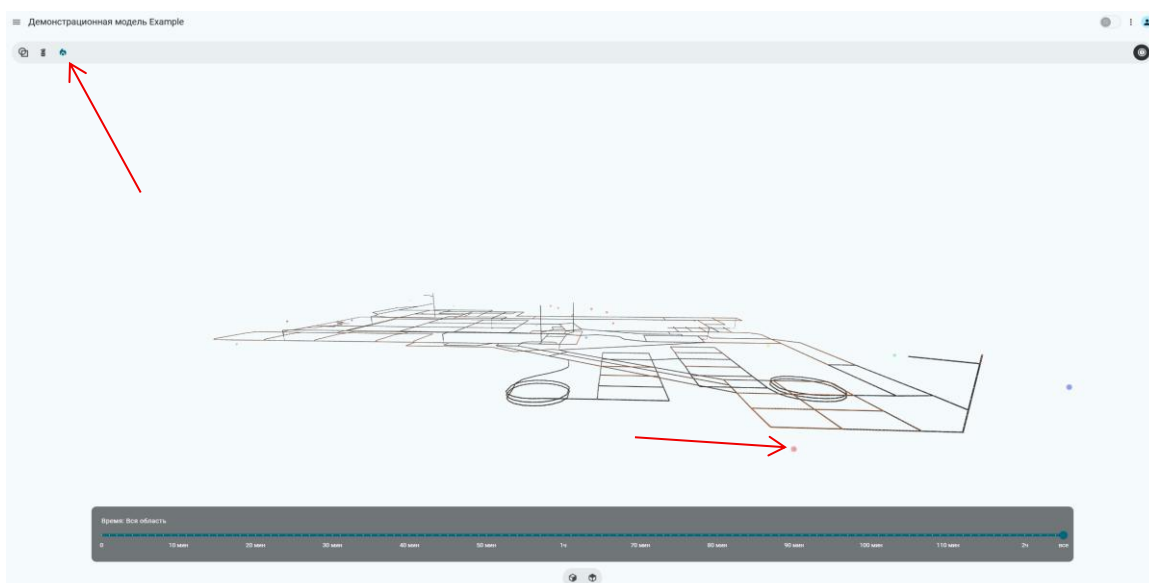 Демонстрационная модель Example
Время: Вся область
0 10 мин 20 мин 30 мин 40 мин 50 мин 1ч 70 мин 80 мин 90 мин 100 мин 110 мин 2ч все